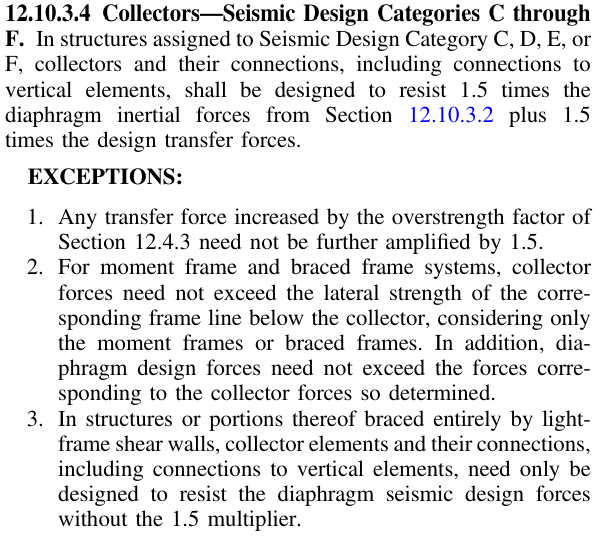 12.10.3.4 Collectors—Seismic Design Categories C through
F. In structures assigned to Seismic Design Category C, D, E, or
F, collectors and their connections, including connections to
vertical elements, shall be designed to resist 1.5 times the
diaphragm inertial forces from Section 12.10.3.2 plus 1.5
times the design transfer forces.
EXCEPTIONS:
1. Any transfer force increased by the overstrength factor of
Section 12.4.3 need not be further amplified by 1.5.
2. For moment frame and braced frame systems, collector
forces need not exceed the lateral strength of the corre-
sponding frame line below the collector, considering only
the moment frames or braced frames. In addition, dia-
phragm design forces need not exceed the forces corre-
sponding to the collector forces so determined.
3. In structures or portions thereof braced entirely by light-
frame shear walls, collector elements and their connections,
including connections to vertical elements, need only be
designed to resist the diaphragm seismic design forces
without the 1.5 multiplier.